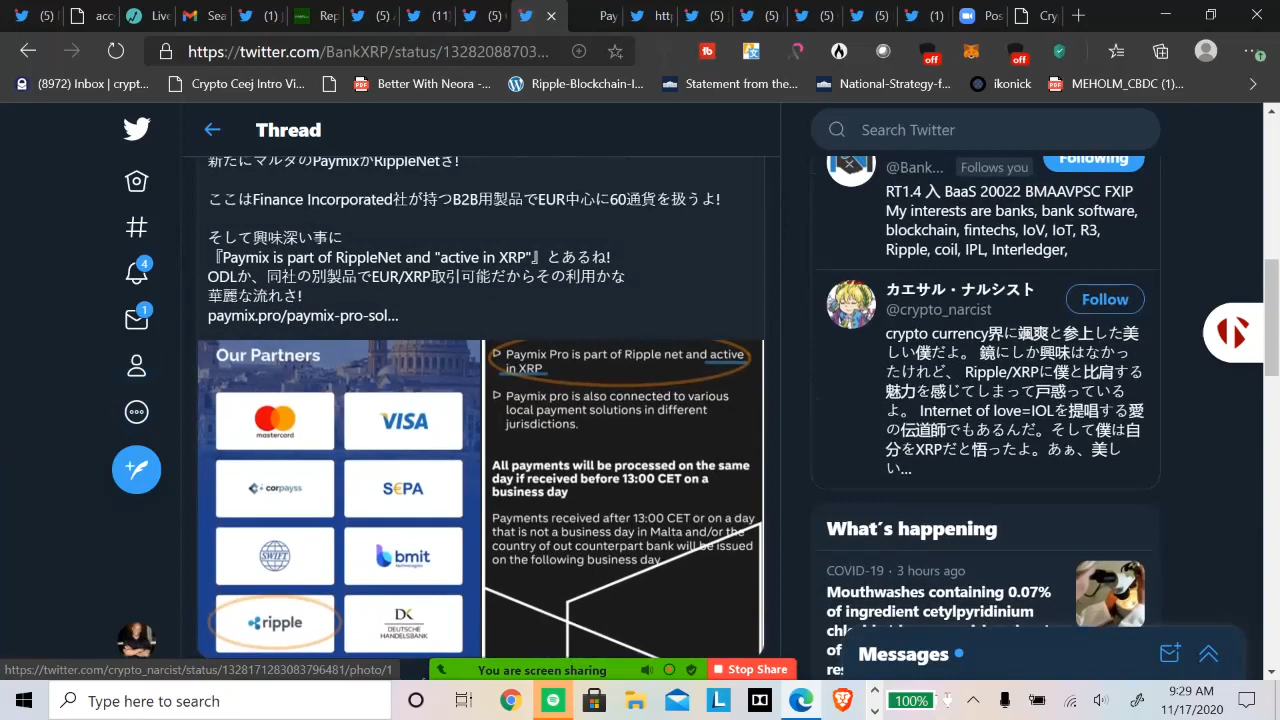 (5)
acc
Live
Sea
Rep
(5)
(11
(5)
(5)
Pay
htt
(5)
(5)
(5)
(1)
Pos
Cry
https://twitter.com/BankXRP/status/13282088703...
off
off
(8972) Inbox | crypt...
Crypto Ceej Intro Vi...
Better With Neora -...
Ripple-Blockchain-I...
Statement from the...
National-Strategy-f...
ikonick
MEHOLM_CBDC (1)...
Thread
新たにマルタのPaymixがRippleNetさ!
ここはFinance Incorporated社が持つB2B用製品でEUR中心に60通貨を扱うよ!
そして興味深い事に
『Paymix is part of RippleNet and "active in XRP"』とあるね!
ODLか、同社の別製品でEUR/XRP取引可能だからその利用かな
華麗な流れさ!
paymix.pro/paymix-pro-sol...
Our Partners
mastercard
VISA
corpayss
S€PA
SWIFT
bmit
technologies
ripple
DK
DEUTSCHE
HANDELSBANK
Paymix Pro is part of Ripple net and active
in XRP
Paymix pro is also connected to various
local payment solutions in different
jurisdictions.
All payments will be processed on the same
day if received before 13:00 CET on a
business day
Payments received after 13:00 CET or on a day
that is not a business day in Malta and/or the
country of out counterpart bank will be issued
on the following business day
4
1
Search Twitter
@Bank...
Follows you
Following
RT1.4 入 BaaS 20022 BMAAVPSC FXIP
My interests are banks, bank software,
blockchain, fintechs, IoV, IoT, R3,
Ripple, coil, IPL, Interledger,
カエサル・ナルシスト
@crypto_narcist
Follow
crypto currency界に颯爽と参上した美
しい僕だよ。 鏡にしか興味はなかっ
たけれど、 Ripple/XRPに僕と比肩する
魅力を感じてしまって戸惑っている
よ。 Internet of love=IOLを提唱する愛
の伝道師でもあるんだ。そして僕は自
分をXRPだと悟ったよ。あぁ、美し
い...
What's happening
COVID-19 · 3 hours ago
Mouthwashes containing 0.07%
of ingredient cetylpyridinium
of
Messages
https://twitter.com/crypto_narcist/status/1328171283083796481/photo/1
You are screen sharing
Stop Share
Type here to search
100%
9:29 AM
11/17/2020